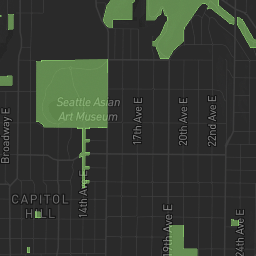 Seattle Asian
Art Museum
Broadway E
17th Ave E
20th Ave E
22nd Ave E
14th Ave E
CAPITOL
HILL
19th Ave E
24th Ave E